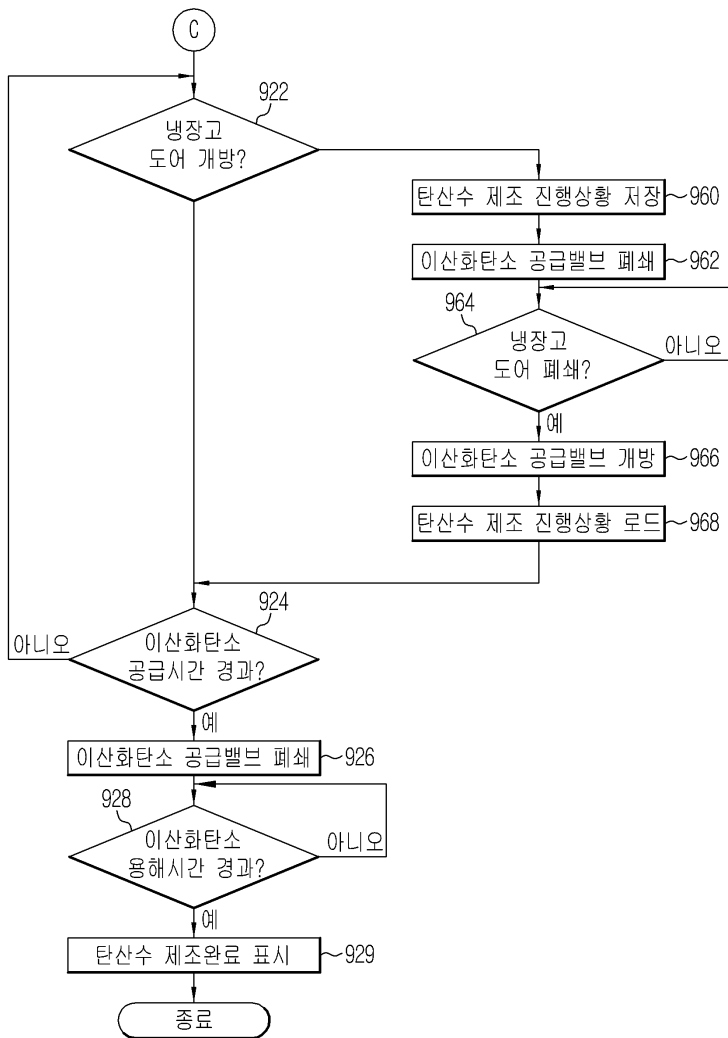 C
922
냉장고
도어 개방?
탄산수 제조 진행상황 저장
960
이산화탄소 공급밸브 폐쇄
962
964
냉장고
도어 폐쇄?
아니오
예
이산화탄소 공급밸브 개방
966
탄산수 제조 진행상황 로드
968
924
아니오
이산화탄소
공급시간 경과?
예
이산화탄소 공급밸브 폐쇄
926
928
이산화탄소
용해시간 경과?
아니오
예
탄산수 제조완료 표시
929
종료